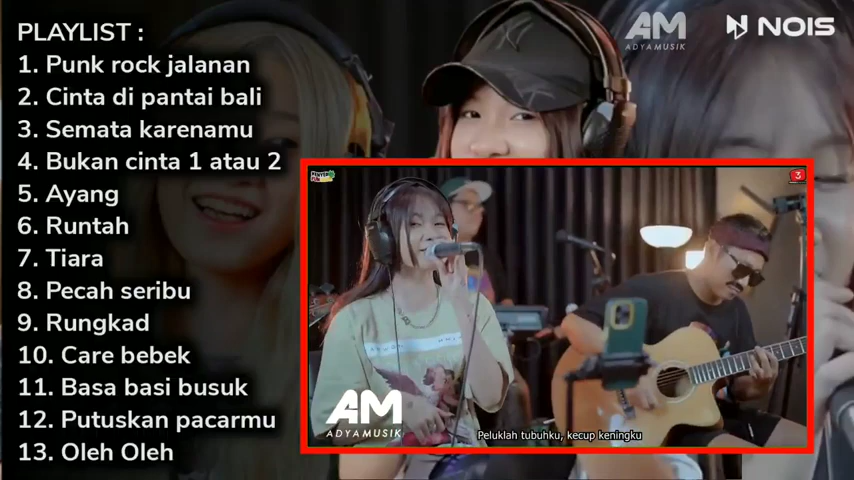 PLAYLIST :
1. Punk rock jalanan
2. Cinta di pantai bali
3. Semata karenamu
4. Bukan cinta 1 atau 2
5. Ayang
6. Runtah
7. Tiara
8. Pecah seribu
9. Rungkad
10. Care bebek
11. Basa basi busuk
12. Putuskan pacarmu
13. Oleh Oleh
AM
ADYAMUSIK
NOIS
3
AM
ADYAMUSIK
Peluklah tubuhku, kecup keningku